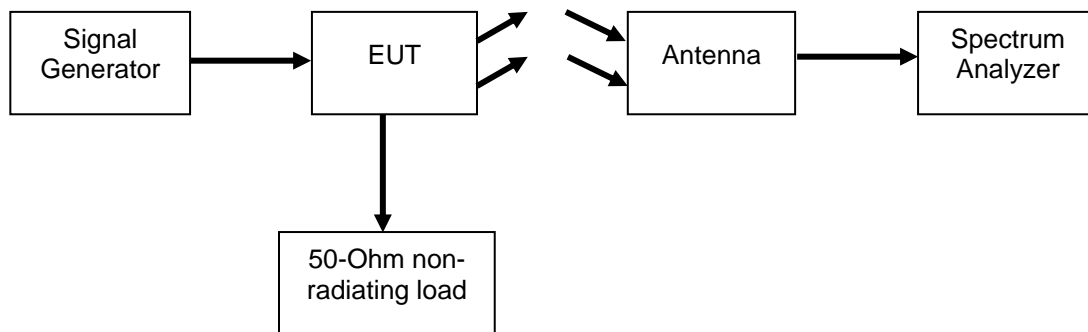 Signal
Generator
EUT
Antenna
Spectrum
Analyzer
50-Ohm non-
radiating load